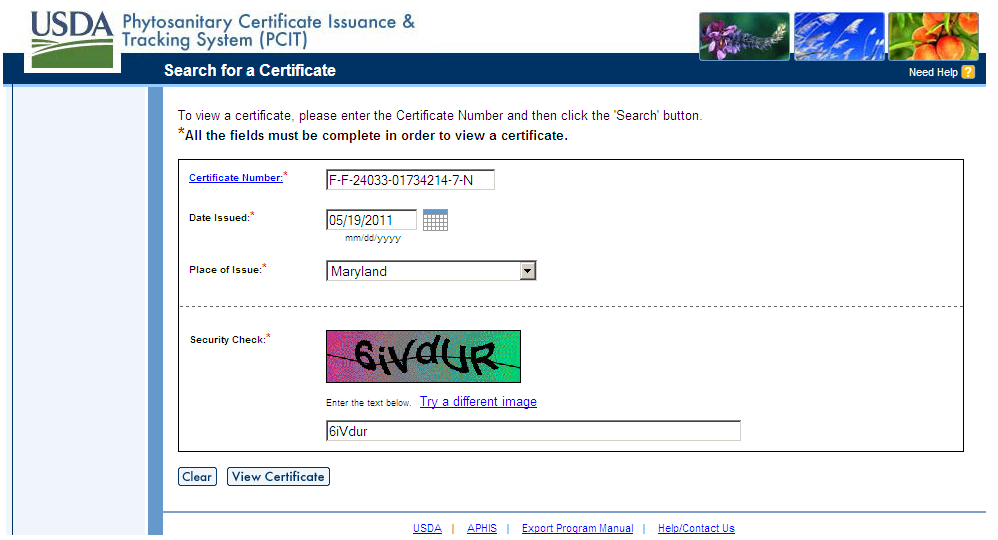 USDA
Phytosanitary Certificate Issuance &
Tracking System (PCIT)
Search for a Certificate
Need Help ?
To view a certificate, please enter the Certificate Number and then click the 'Search' button.
*All the fields must be complete in order to view a certificate.
Certificate Number:* F-F-24033-01734214-7-N
Date Issued:* 05/19/2011
mm/dd/yyyy
Place of Issue:* Maryland
Security Check:* 6iVdUR
Enter the text below. Try a different image
6iVdur
Clear View Certificate
USDA | APHIS | Export Program Manual | Help/Contact Us